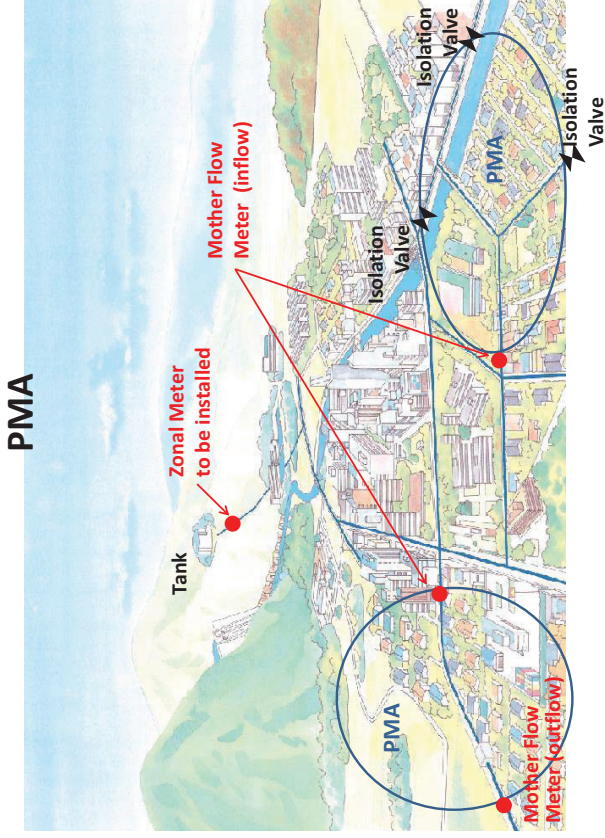 PMA
Tank
Zonal Meter
to be installed
Mother Flow
Meter (inflow)
Isolation
Valve
Isolation
Valve
Isolation
Valve
PMA
PMA
Mother Flow
Meter (outflow)